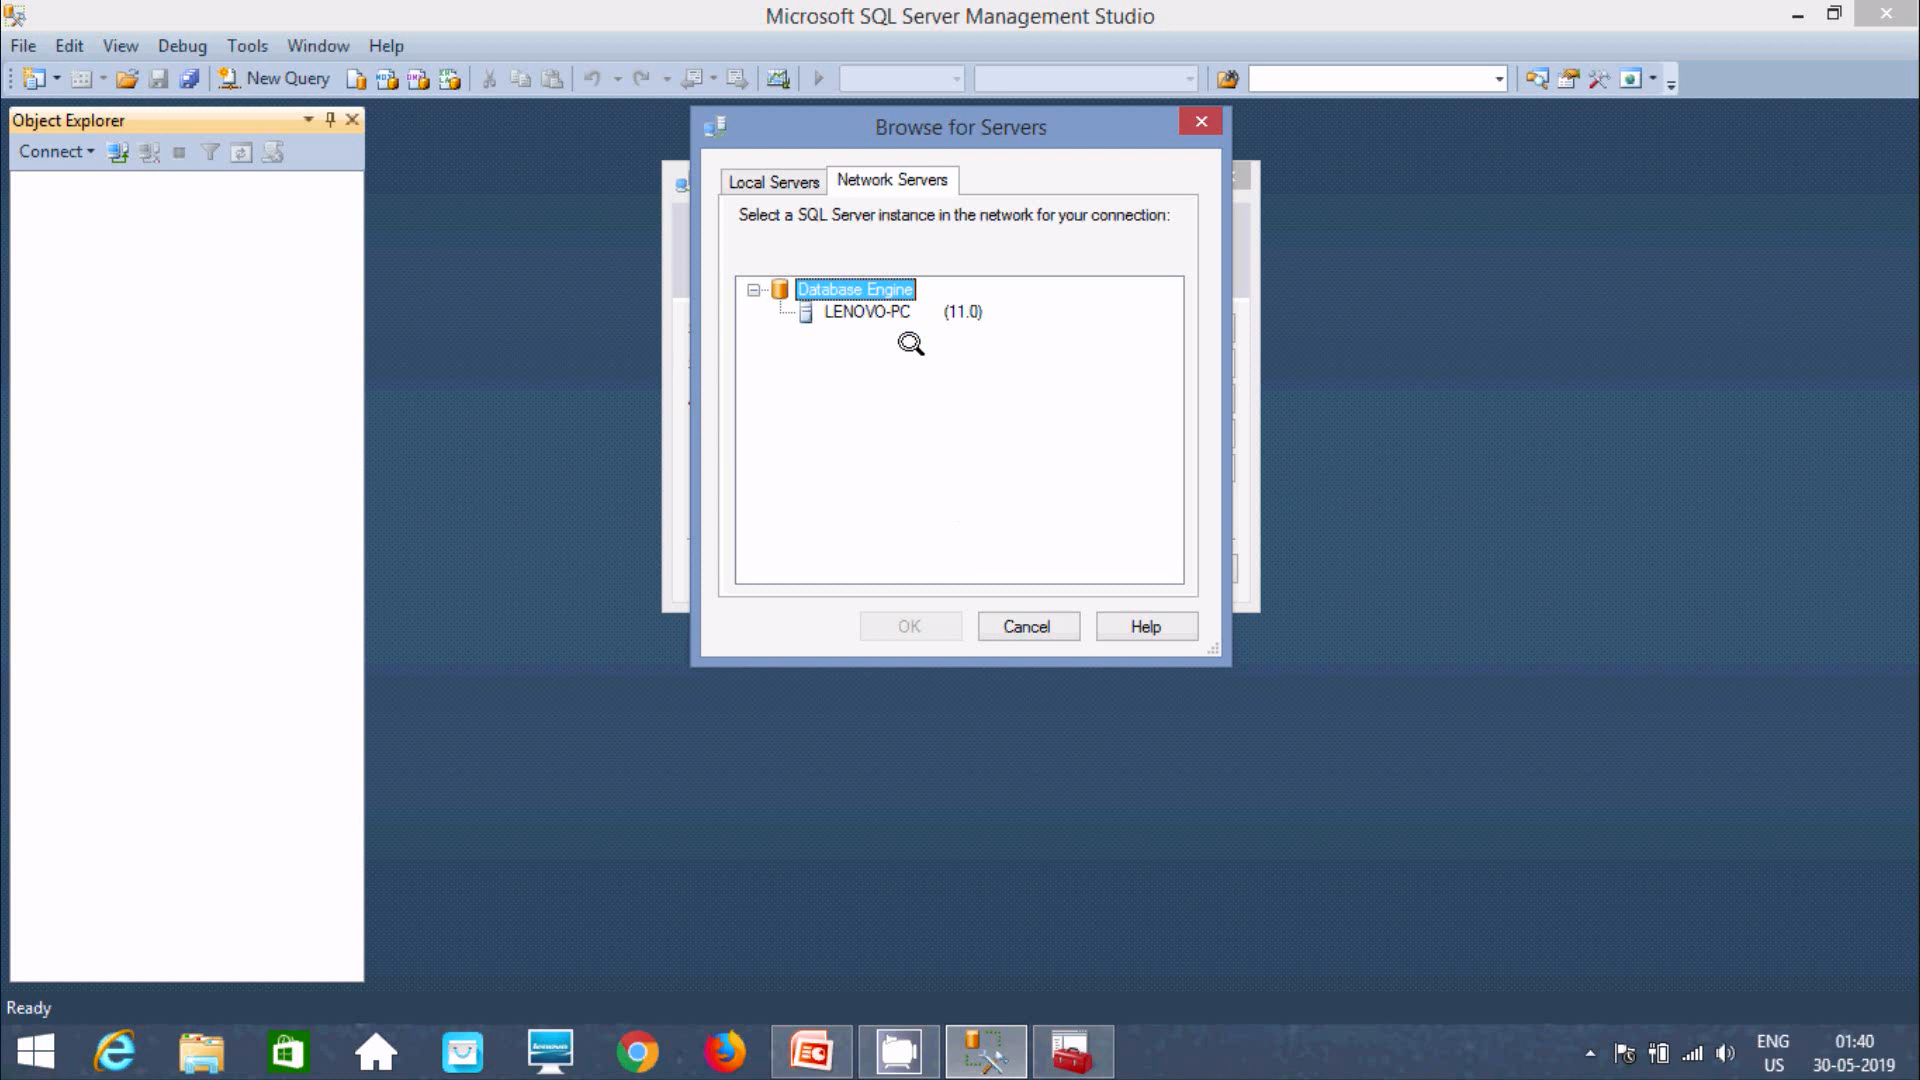 Microsoft SQL Server Management Studio
File Edit View Debug Tools Window Help
New Query
Object Explorer
Connect
Browse for Servers
Local Servers Network Servers
Select a SQL Server instance in the network for your connection:
Database Engine
LENOVO-PC (11.0)
OK Cancel Help
Ready
ENG 01:40
US 30-05-2019